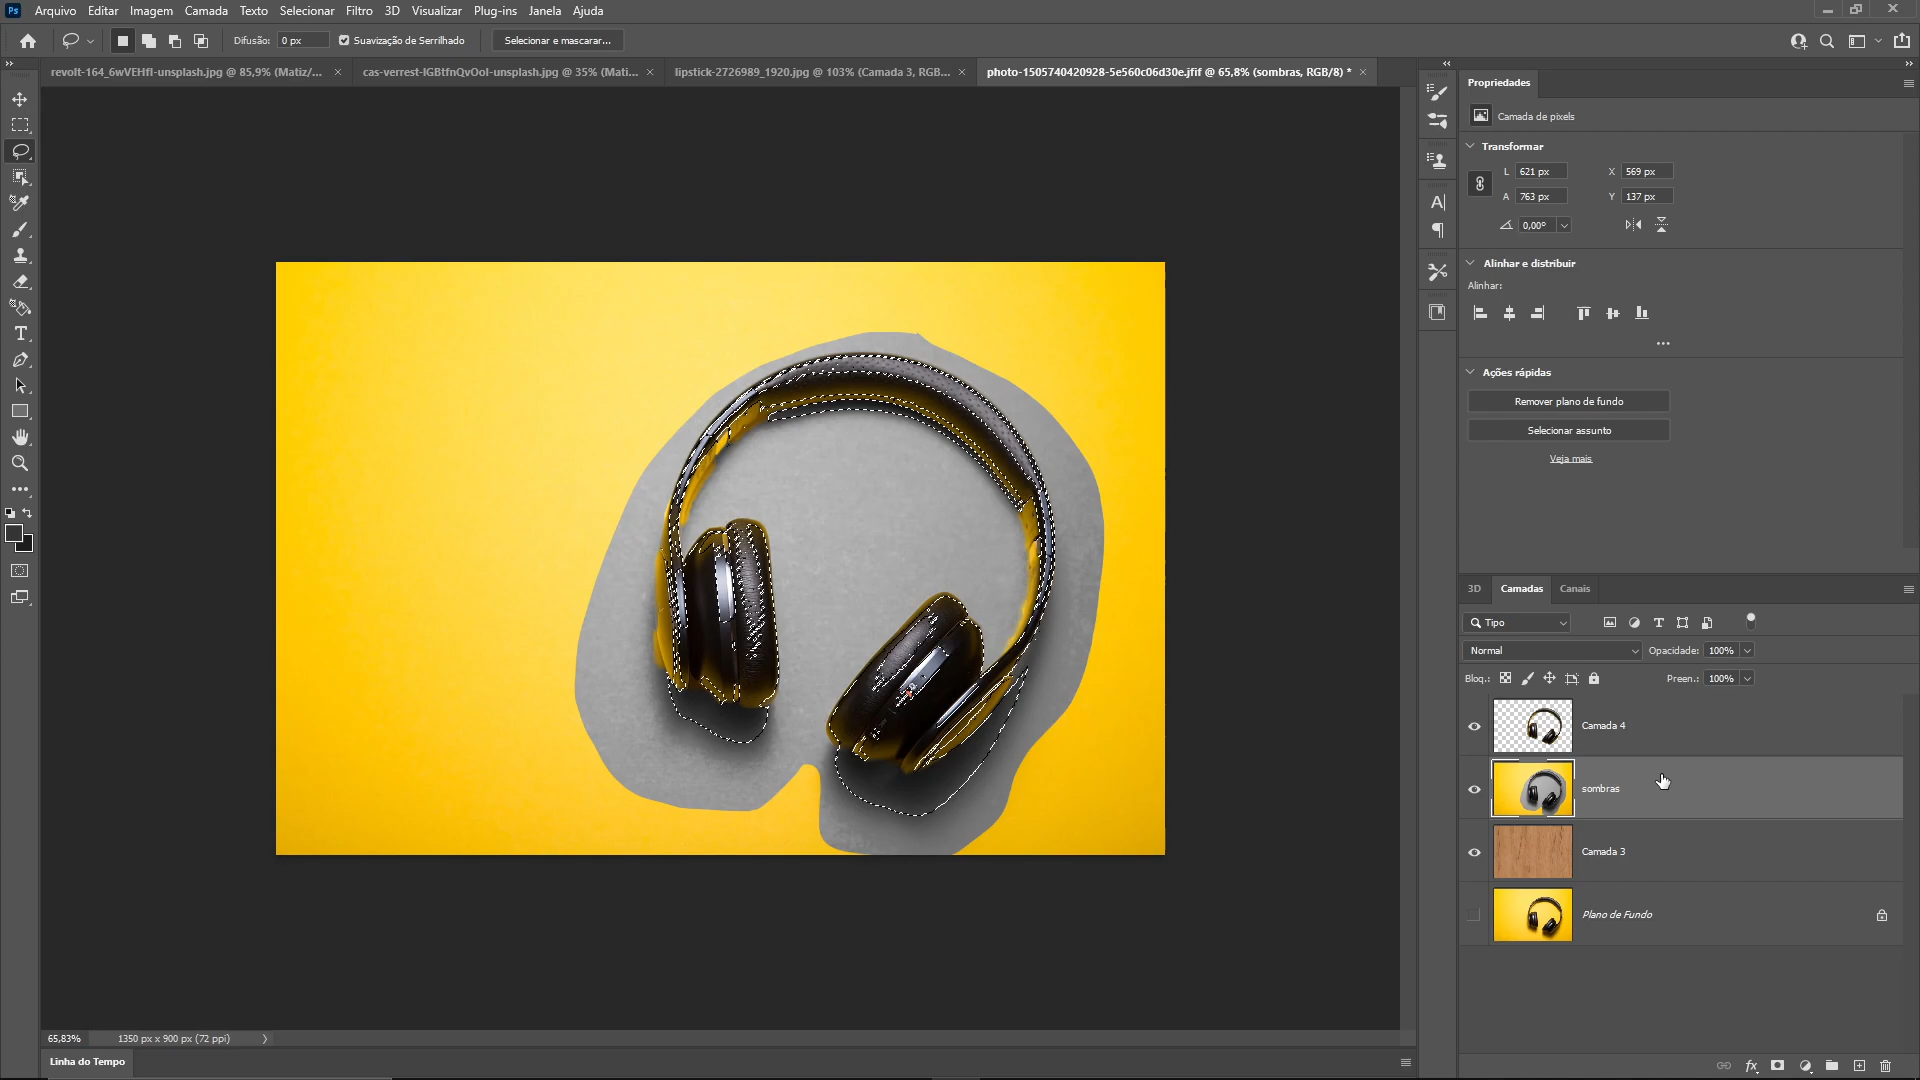 Ps Arquivo Editar Imagem Camada Texto Selecionar Filtro 3D Visualizar Plug-ins Janela Ajuda
Difusão: 0 px Suavização de Serrilhado Selecionar e mascarar...
revolt-164_6wVEHfI-unsplash.jpg @ 85,9% (Matiz/... × cas-verrest-IGBtfnQvOoI-unsplash.jpg @ 35% (Mati... × lipstick-2726989_1920.jpg @ 103% (Camada 3, RGB... × photo-1505740420928-5e560c06d30e.jfif @ 65,8% (sombras, RGB/8) * ×
Propriedades
Camada de pixels
Transformar
L 621 px X 569 px
A 763 px Y 137 px
0,00°
Alinhar e distribuir
Alinhar:
Ações rápidas
Remover plano de fundo
Selecionar assunto
Veja mais
3D Camadas Canais
Tipo
Normal Opacidade: 100%
Bloq.: Preen.: 100%
Camada 4
sombras
Camada 3
Plano de Fundo
65,83% 1350 px x 900 px (72 ppi)
Linha do Tempo